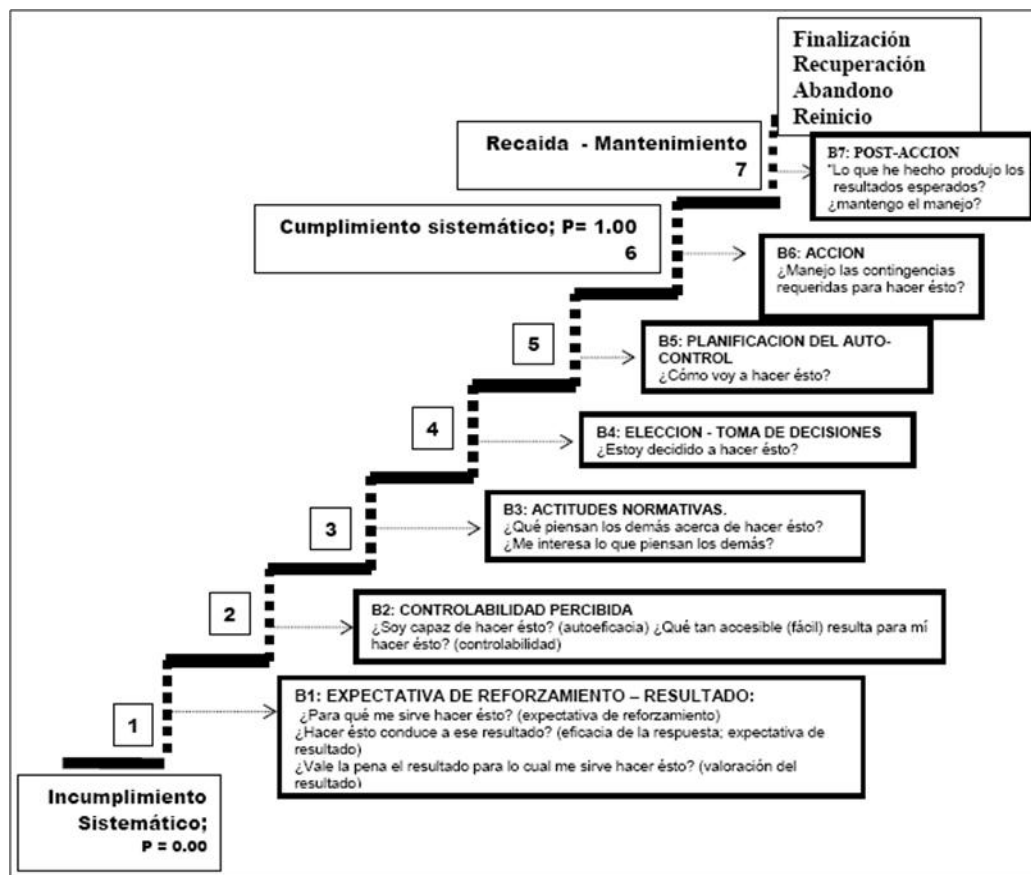 Finalización
Recuperación
Abandono
Reinicio
Recaida - Mantenimiento
7
B7: POST-ACCION
"Lo que he hecho produjo los
resultados esperados?
¿mantengo el manejo?
Cumplimiento sistemático; P= 1.00
6
B6: ACCION
¿Manejo las contingencias
requeridas para hacer ésto?
5
B5: PLANIFICACION DEL AUTO-
CONTROL
¿Cómo voy a hacer ésto?
4
B4: ELECCION - TOMA DE DECISIONES
¿Estoy decidido a hacer ésto?
3
B3: ACTITUDES NORMATIVAS.
¿Qué piensan los demás acerca de hacer ésto?
¿Me interesa lo que piensan los demás?
2
B2: CONTROLABILIDAD PERCIBIDA
¿Soy capaz de hacer ésto? (autoeficacia) ¿Qué tan accesible (fácil) resulta para mí
hacer ésto? (controlabilidad)
1
B1: EXPECTATIVA DE REFORZAMIENTO – RESULTADO:
¿Para qué me sirve hacer ésto? (expectativa de reforzamiento)
¿Hacer ésto conduce a ese resultado? (eficacia de la respuesta; expectativa de
resultado)
¿Vale la pena el resultado para lo cual me sirve hacer ésto? (valoración del
resultado)
Incumplimiento
Sistemático;
P = 0.00